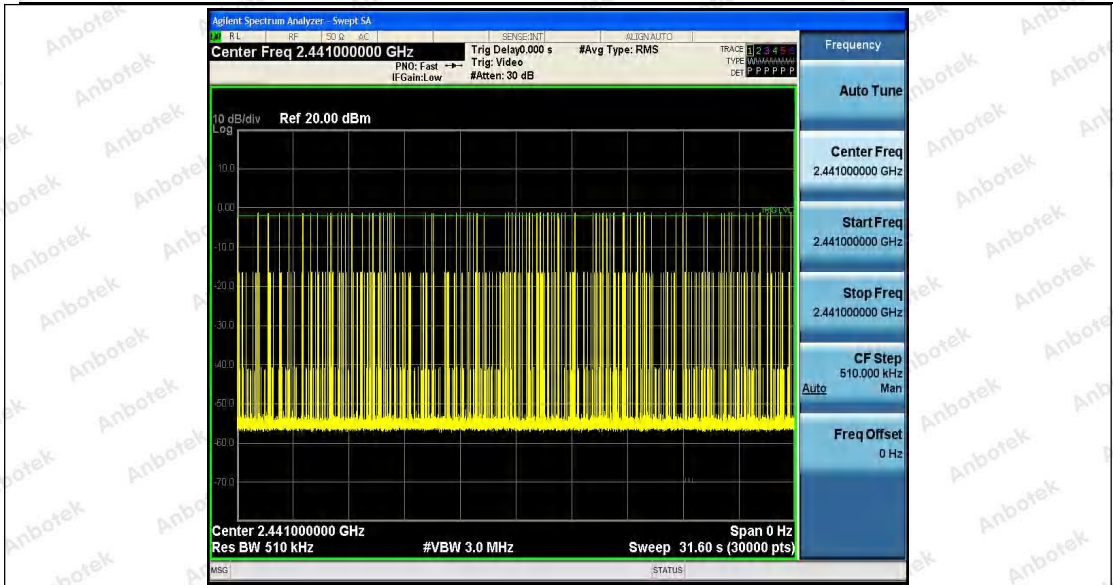 Agilent Spectrum Analyzer - Swept SA
RL RF 50 Ω AC SENSE:INT ALIGN AUTO
Center Freq 2.441000000 GHz
PNO: Fast
IFGain:Low
Trig Delay0.000 s
Trig: Video
#Atten: 30 dB
#Avg Type: RMS
TRACE 1 2 3 4 5 6
TYPE
DET P P P P P P
10 dB/div
Log
Ref 20.00 dBm
10.0
0.00
TRIG LVL
-10.0
-20.0
-30.0
-40.0
-50.0
-60.0
-70.0
Center 2.441000000 GHz
Span 0 Hz
Res BW 510 kHz
#VBW 3.0 MHz
Sweep 31.60 s (30000 pts)
MSG
STATUS
Frequency
Auto Tune
Center Freq
2.441000000 GHz
Start Freq
2.441000000 GHz
Stop Freq
2.441000000 GHz
CF Step
510.000 kHz
Auto Man
Freq Offset
0 Hz
Anbotek